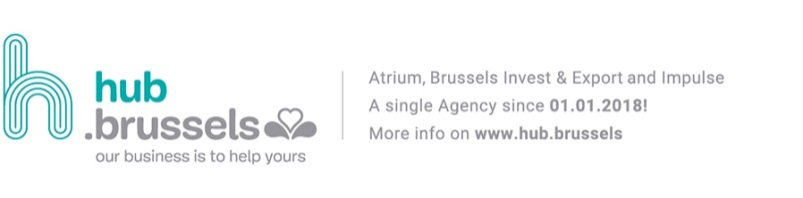 hub
.brussels
our business is to help yours
Atrium, Brussels Invest & Export and Impulse
A single Agency since 01.01.2018!
More info on www.hub.brussels